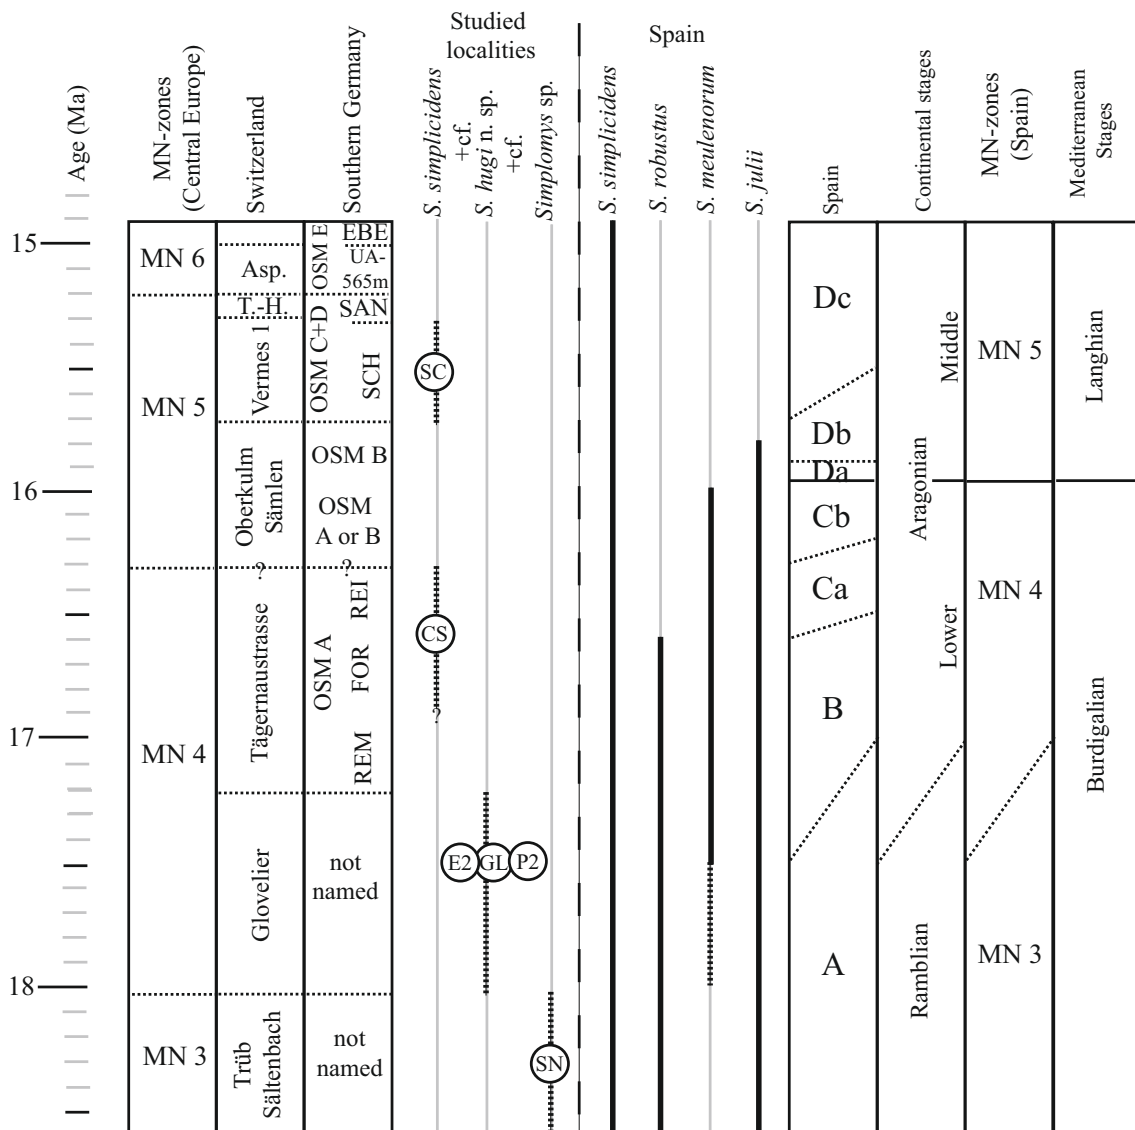 Studied
localities
Spain
Age (Ma)
MN-zones
(Central Europe)
Switzerland
Southern Germany
S. simplicidens
+cf.
S. hugi n. sp.
+cf.
Simplomys sp.
S. simplicidens
S. robustus
S. meulenorum
S. julii
Spain
Continental stages
MN-zones
(Spain)
Mediterranean
Stages
15
16
17
18
MN 6
MN 5
MN 4
MN 3
Asp.
T.-H.
Vermes 1
Oberkulm
Sämlen
?
Tägernaustrasse
Glovelier
Trüb
Sältenbach
OSM E
EBE
UA-
565m
OSM C+D
SAN
SCH
OSM B
OSM
A or B
?
OSM A
REI
FOR
REM
not
named
not
named
SC
CS
?
E2
GL
P2
SN
Dc
Db
Da
Cb
Ca
B
A
Middle
Aragonian
Lower
Ramblian
MN 5
MN 4
MN 3
Langhian
Burdigalian